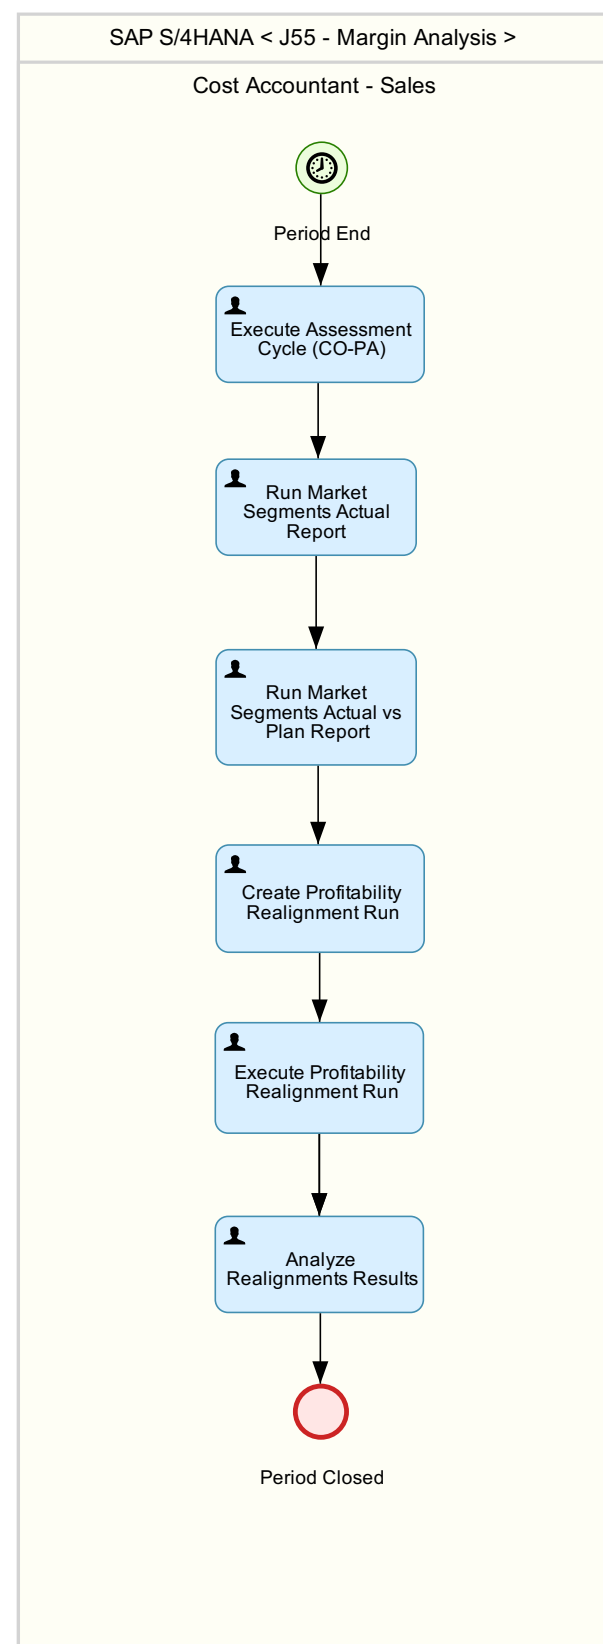 SAP S/4HANA < J55 - Margin Analysis >
Cost Accountant - Sales
Period End
Execute Assessment
Cycle (CO-PA)
Run Market
Segments Actual
Report
Run Market
Segments Actual vs
Plan Report
Create Profitability
Realignment Run
Execute Profitability
Realignment Run
Analyze
Realignments Results
Period Closed